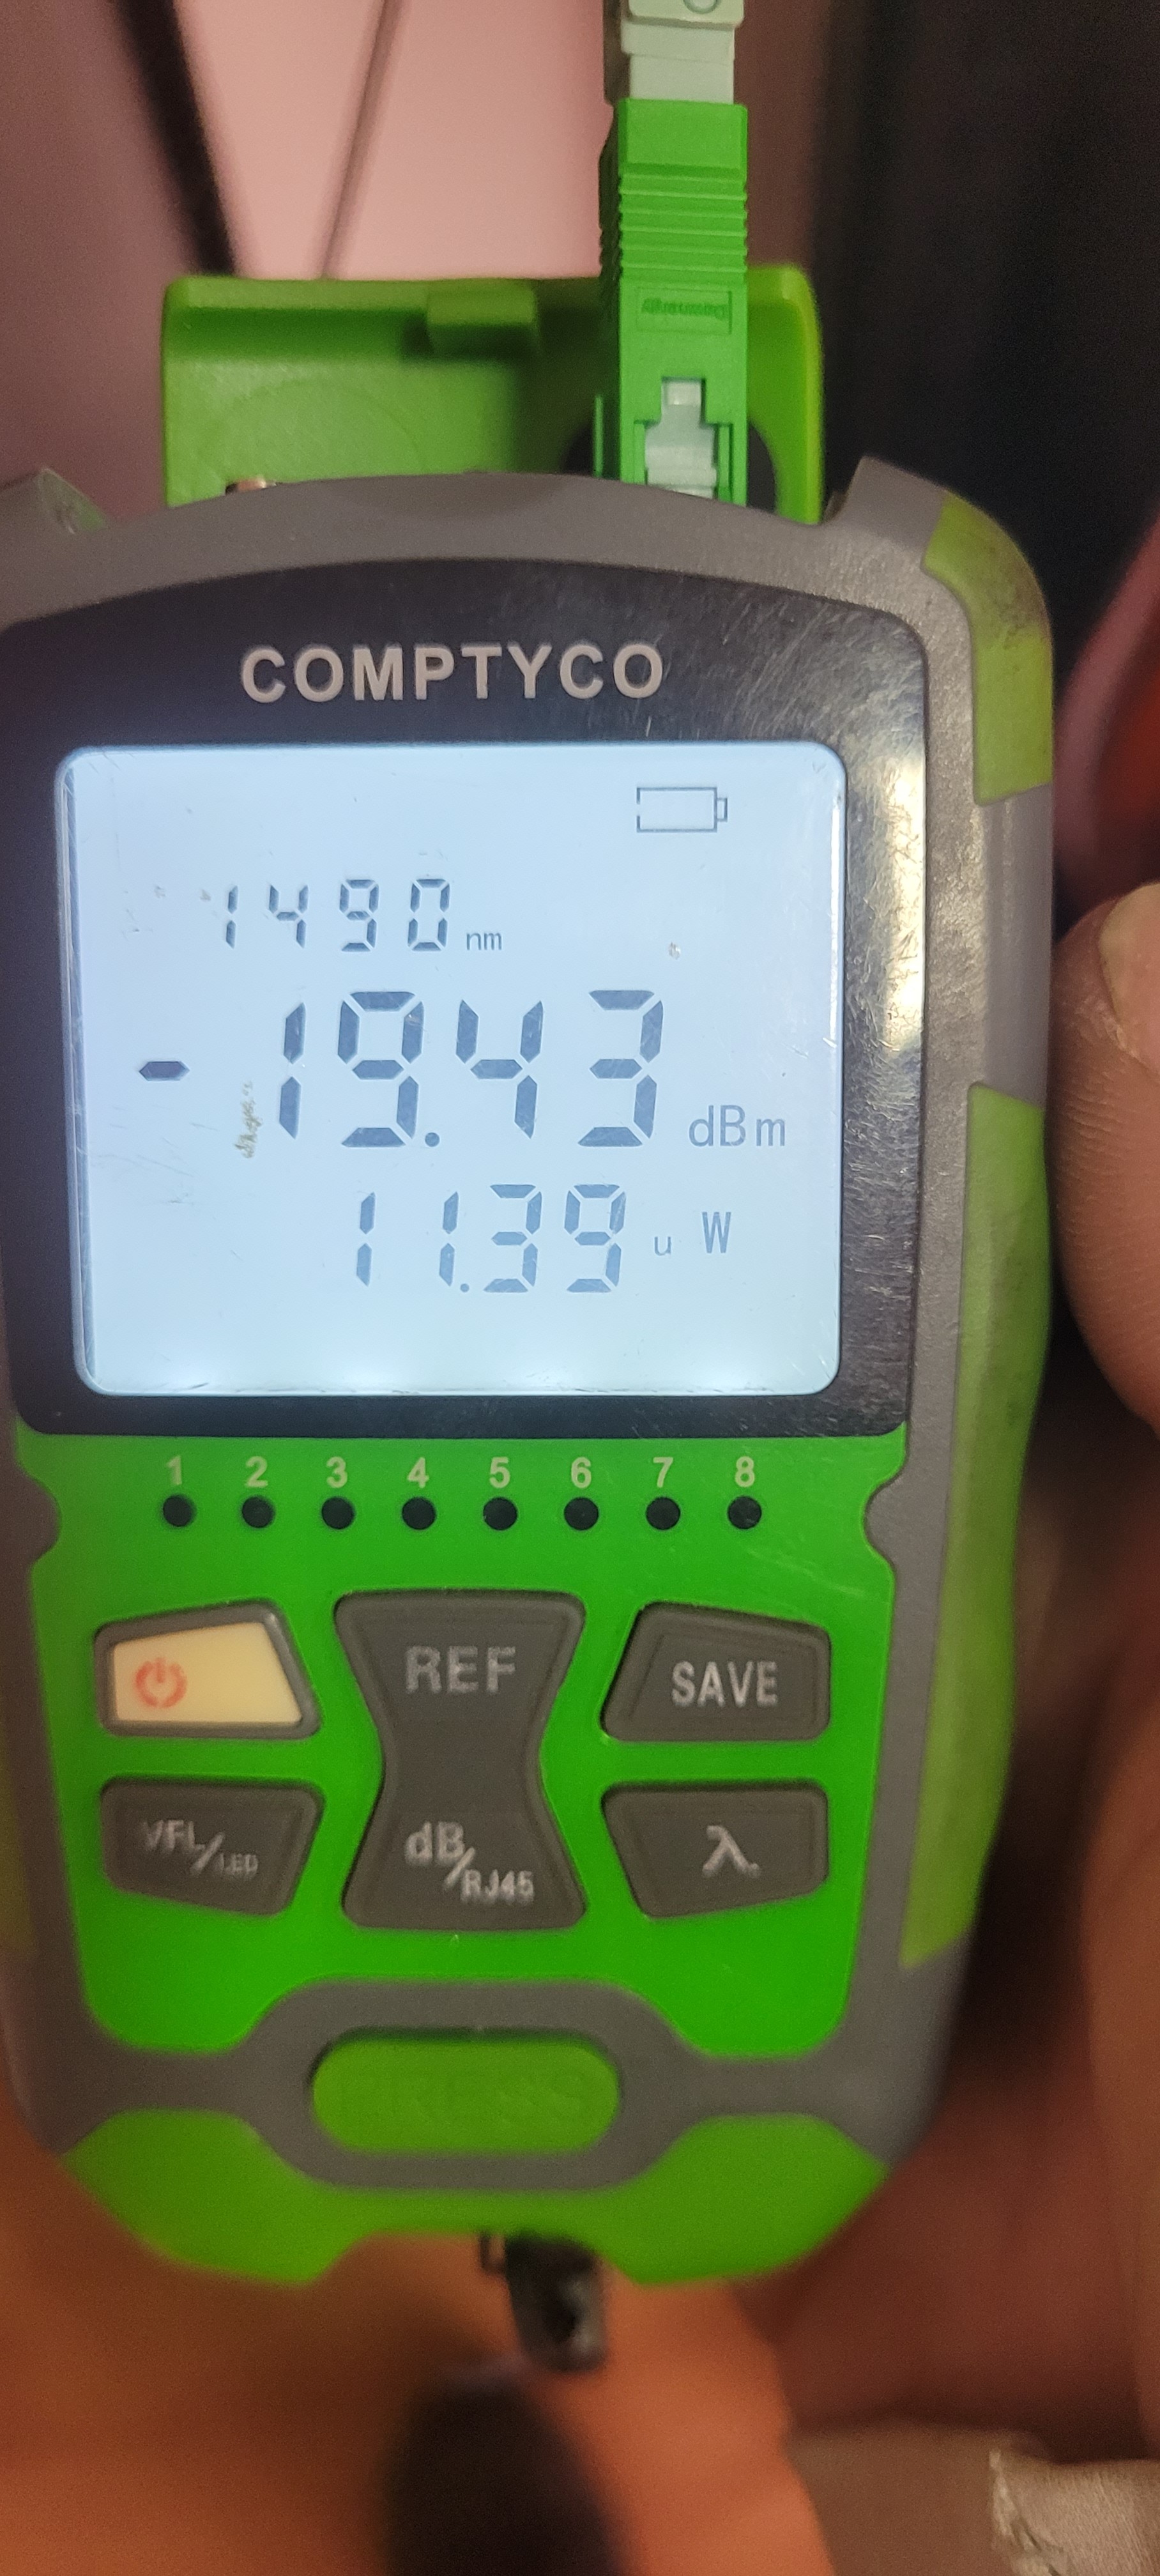 COMPTYCO
1490 nm
-19.43 dBm
11.39 u W
1 2 3 4 5 6 7 8
REF
SAVE
VFL/LED
dB/RJ45
λ